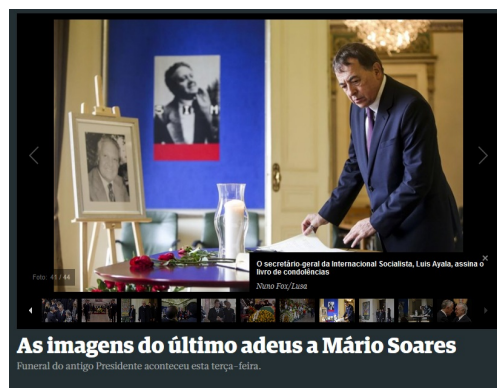 Foto: 41 / 44
O secretário-geral da Internacional Socialista, Luis Ayala, assina o
livro de condolências
Nuno Fox/Lusa
As imagens do último adeus a Mário Soares
Funeral do antigo Presidente aconteceu esta terça-feira.